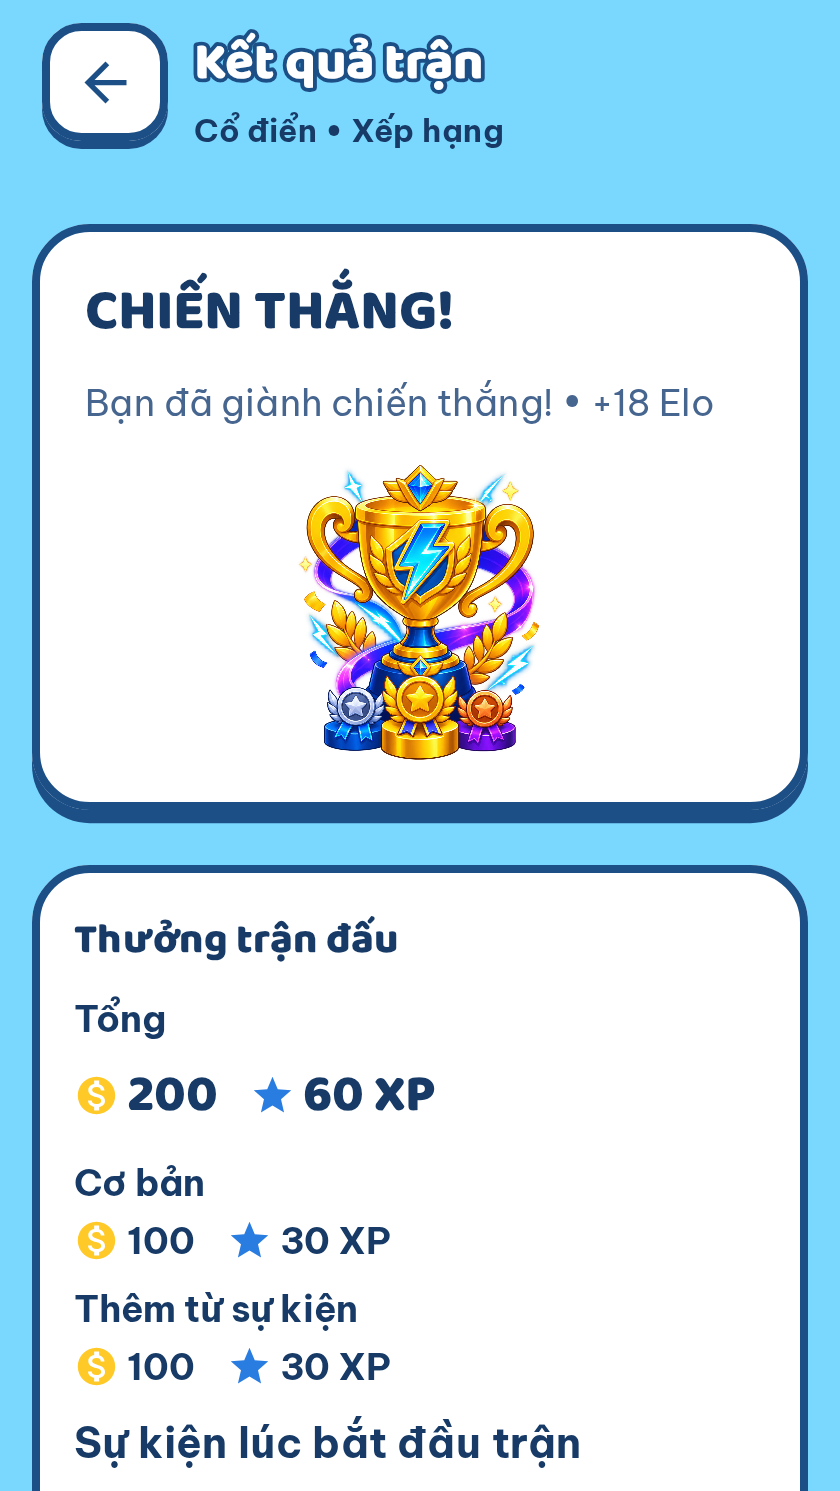 Kết quả trận
Cổ điển • Xếp hạng
CHIẾN THẮNG!
Bạn đã giành chiến thắng! • +18 Elo
Thưởng trận đấu
Tổng
200 60 XP
Cơ bản
100 30 XP
Thêm từ sự kiện
100 30 XP
Sự kiện lúc bắt đầu trận